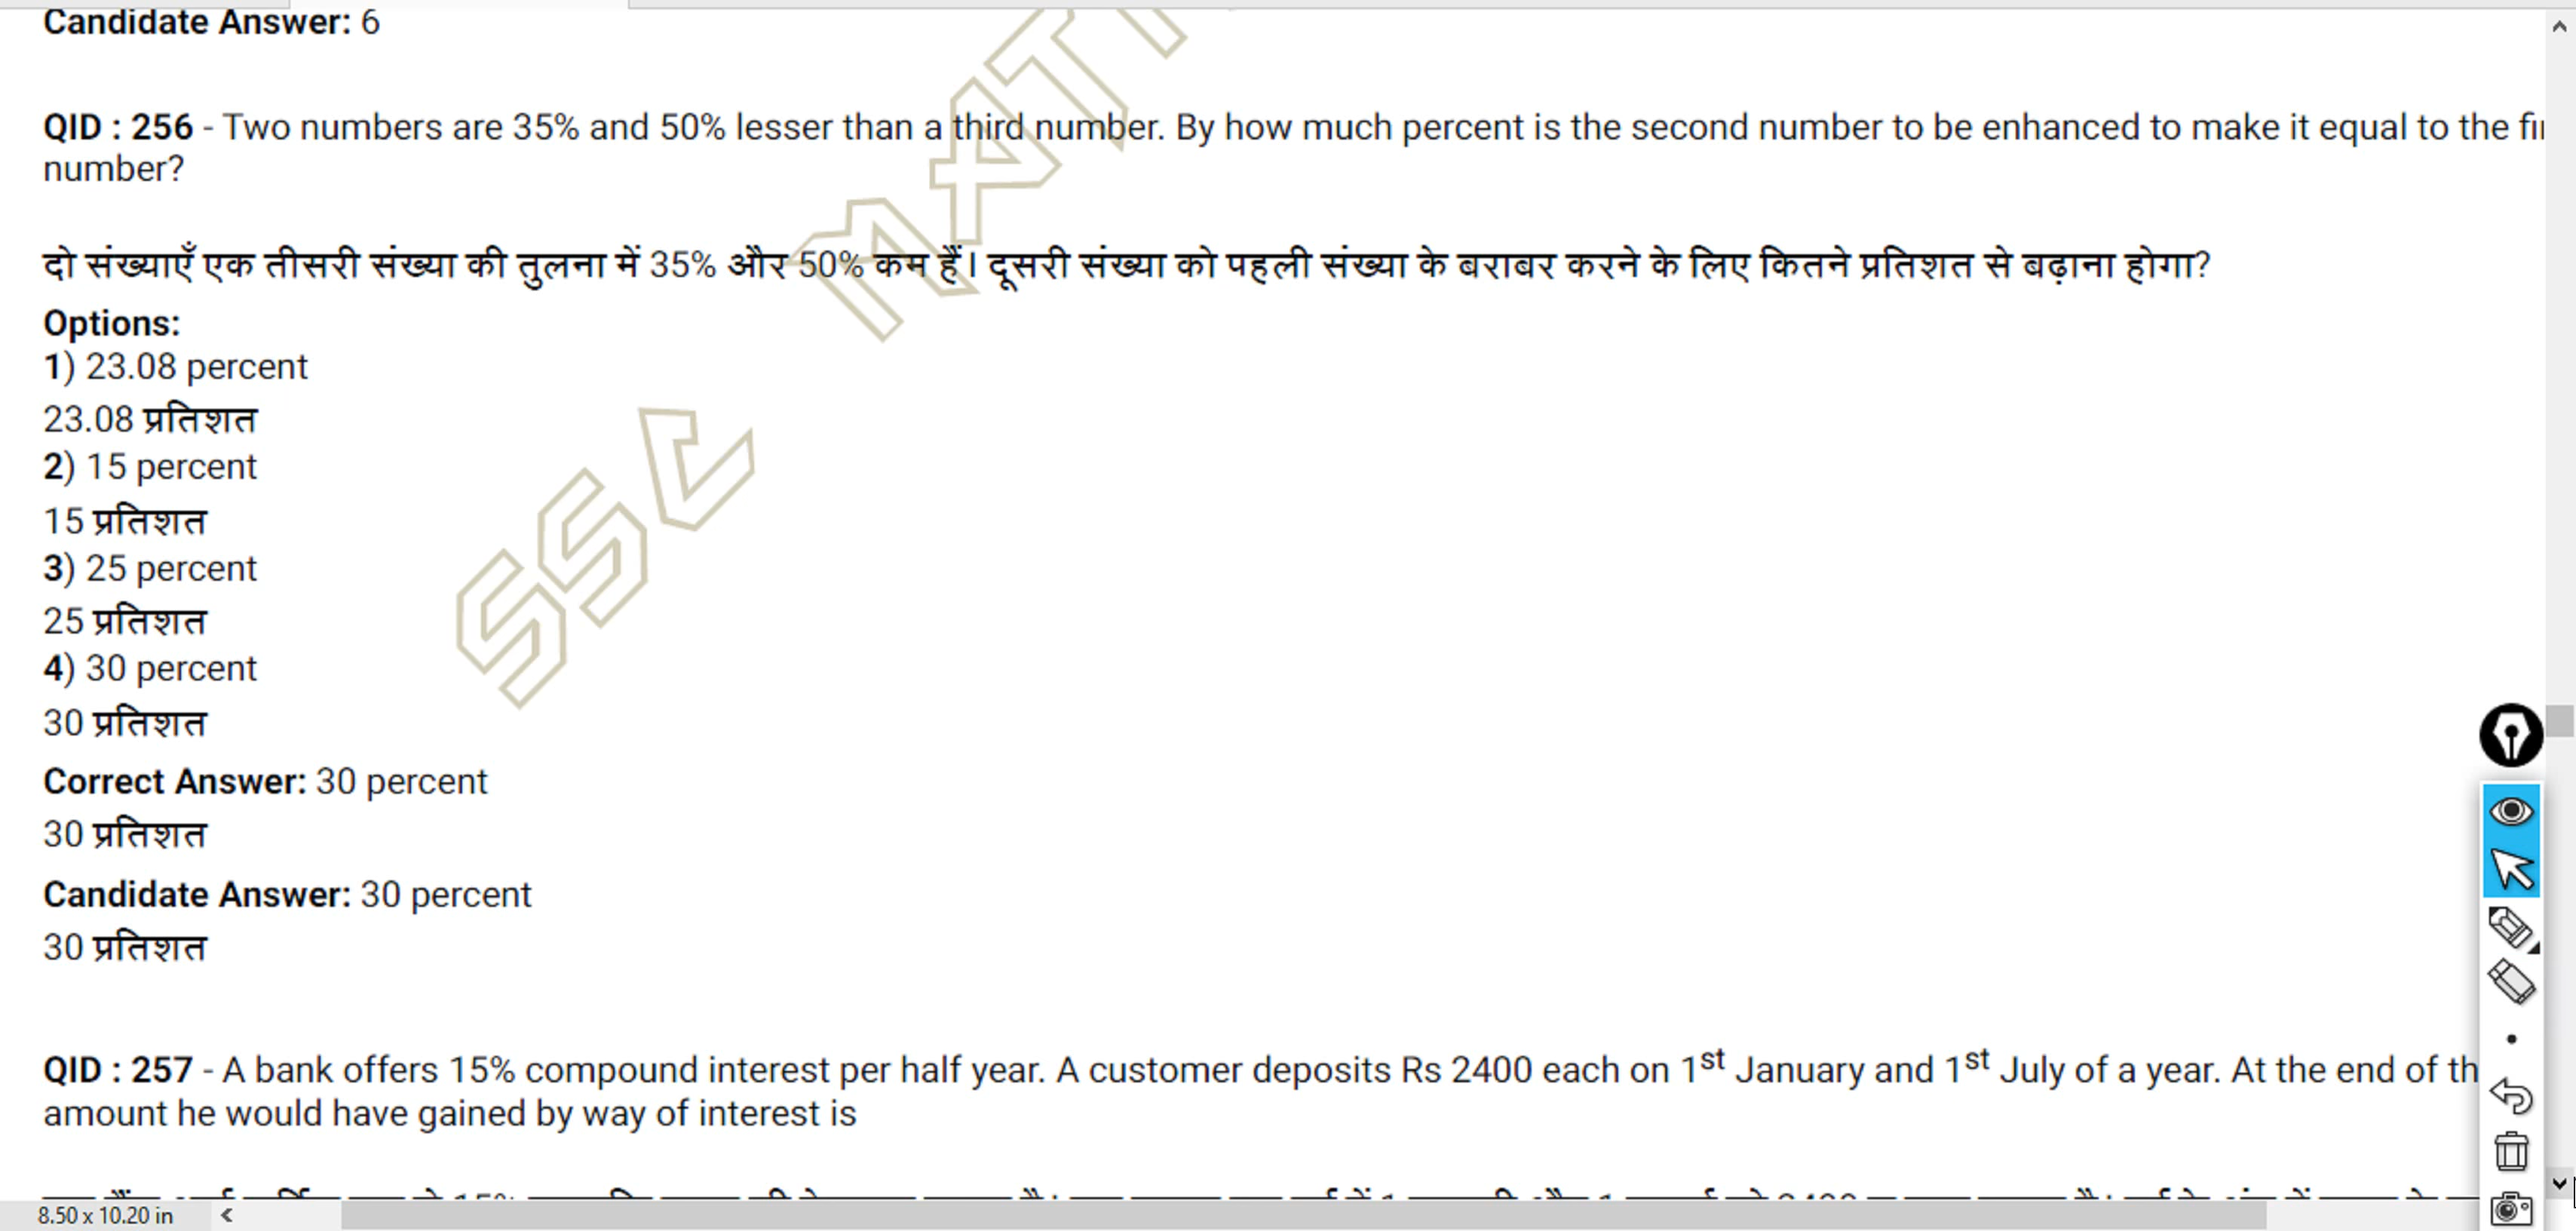 Candidate Answer: 6
QID : 256 - Two numbers are 35% and 50% lesser than a third number. By how much percent is the second number to be enhanced to make it equal to the
number?
दो संख्याएँ एक तीसरी संख्या की तुलना में 35% और 50% कम हैं। दूसरी संख्या को पहली संख्या के बराबर करने के लिए कितने प्रतिशत से बढ़ाना होगा?
Options:
1) 23.08 percent
23.08 प्रतिशत
2) 15 percent
15 प्रतिशत
3) 25 percent
25 प्रतिशत
4) 30 percent
30 प्रतिशत
Correct Answer: 30 percent
30 प्रतिशत
Candidate Answer: 30 percent
30 प्रतिशत
QID : 257 - A bank offers 15% compound interest per half year. A customer deposits Rs 2400 each on 1st January and 1st July of a year. At the end of
amount he would have gained by way of interest is
8.50 x 10.20 in
SSC